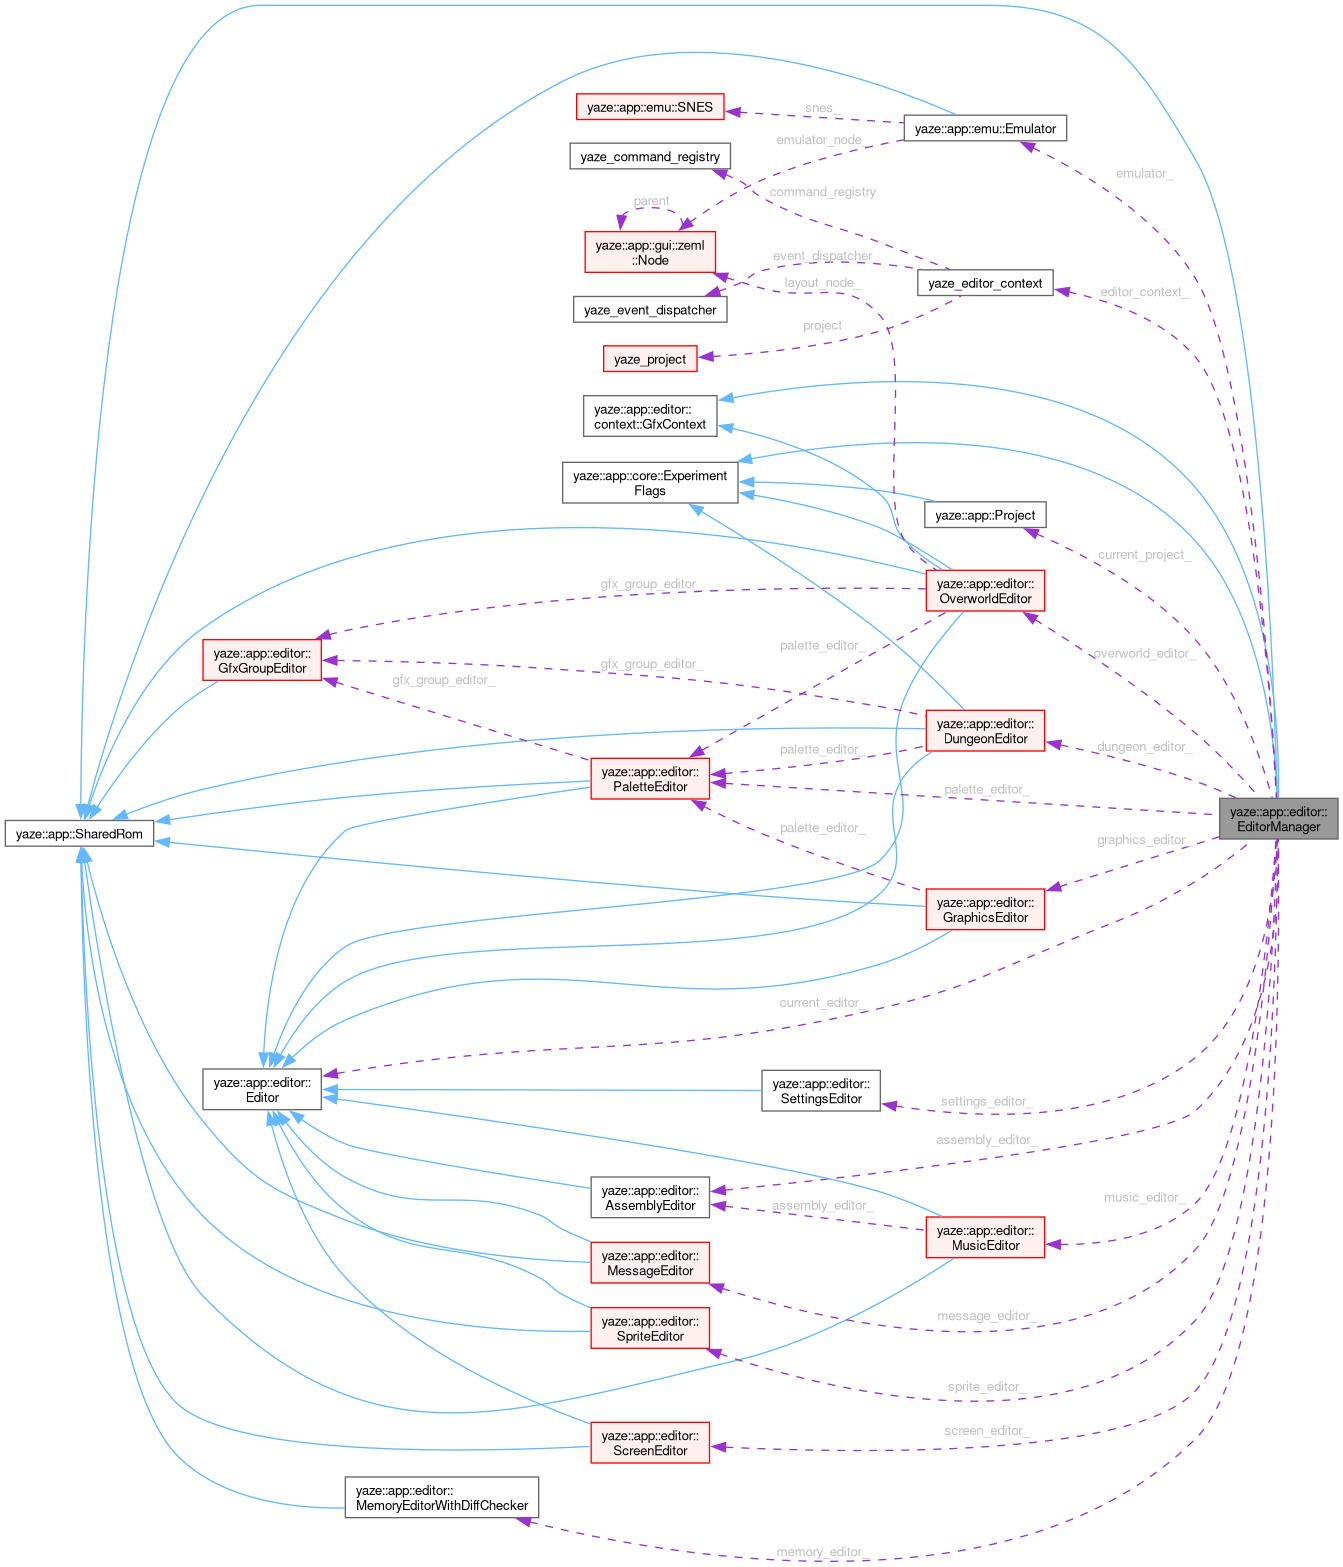 yaze::app::emu::SNES
snes_
yaze::app::emu::Emulator
emulator_node_
yaze_command_registry
command_registry
emulator_
parent
yaze::app::gui::zeml
::Node
event_dispatcher
layout_node_
yaze_editor_context
editor_context_
yaze_event_dispatcher
project
yaze_project
yaze::app::editor::
context::GfxContext
yaze::app::core::Experiment
Flags
yaze::app::Project
current_project_
yaze::app::editor::
OverworldEditor
gfx_group_editor_
yaze::app::editor::
GfxGroupEditor
palette_editor_
overworld_editor_
gfx_group_editor_
gfx_group_editor_
yaze::app::editor::
DungeonEditor
dungeon_editor_
palette_editor_
yaze::app::editor::
PaletteEditor
palette_editor_
yaze::app::editor::
EditorManager
yaze::app::SharedRom
palette_editor_
graphics_editor_
yaze::app::editor::
GraphicsEditor
current_editor_
yaze::app::editor::
Editor
yaze::app::editor::
SettingsEditor
settings_editor_
assembly_editor_
yaze::app::editor::
AssemblyEditor
assembly_editor_
music_editor_
yaze::app::editor::
MusicEditor
yaze::app::editor::
MessageEditor
message_editor_
yaze::app::editor::
SpriteEditor
sprite_editor_
yaze::app::editor::
ScreenEditor
screen_editor_
yaze::app::editor::
MemoryEditorWithDiffChecker
memory_editor_